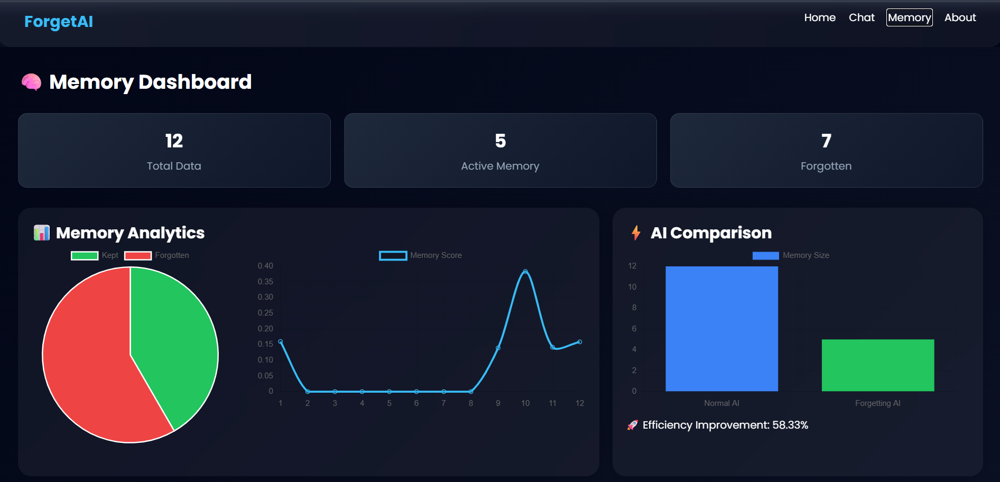 ForgetAI
Home Chat Memory About
🧠 Memory Dashboard
12
Total Data
5
Active Memory
7
Forgotten
📊 Memory Analytics
Kept Forgotten
Memory Score
0.40
0.35
0.30
0.25
0.20
0.15
0.10
0.05
0
1 2 3 4 5 6 7 8 9 10 11 12
⚡ AI Comparison
Memory Size
12
10
8
6
4
2
0
Normal AI Forgetting AI
🚀 Efficiency Improvement: 58.33%